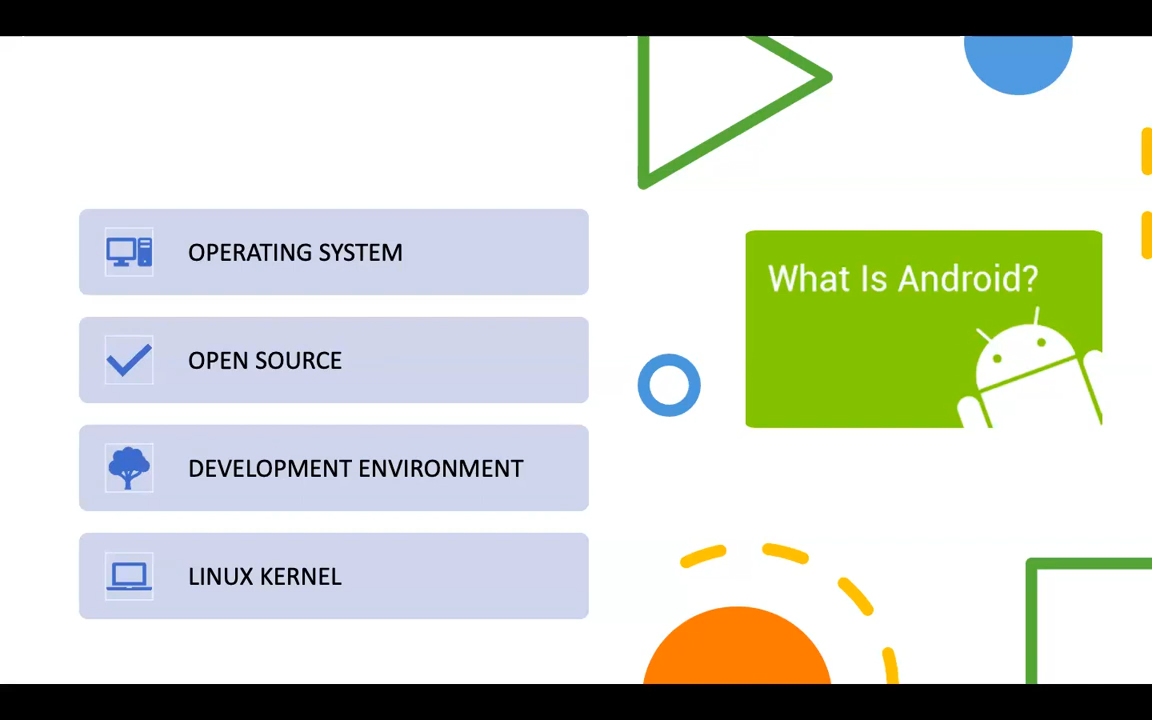 OPERATING SYSTEM
OPEN SOURCE
DEVELOPMENT ENVIRONMENT
LINUX KERNEL
What Is Android?